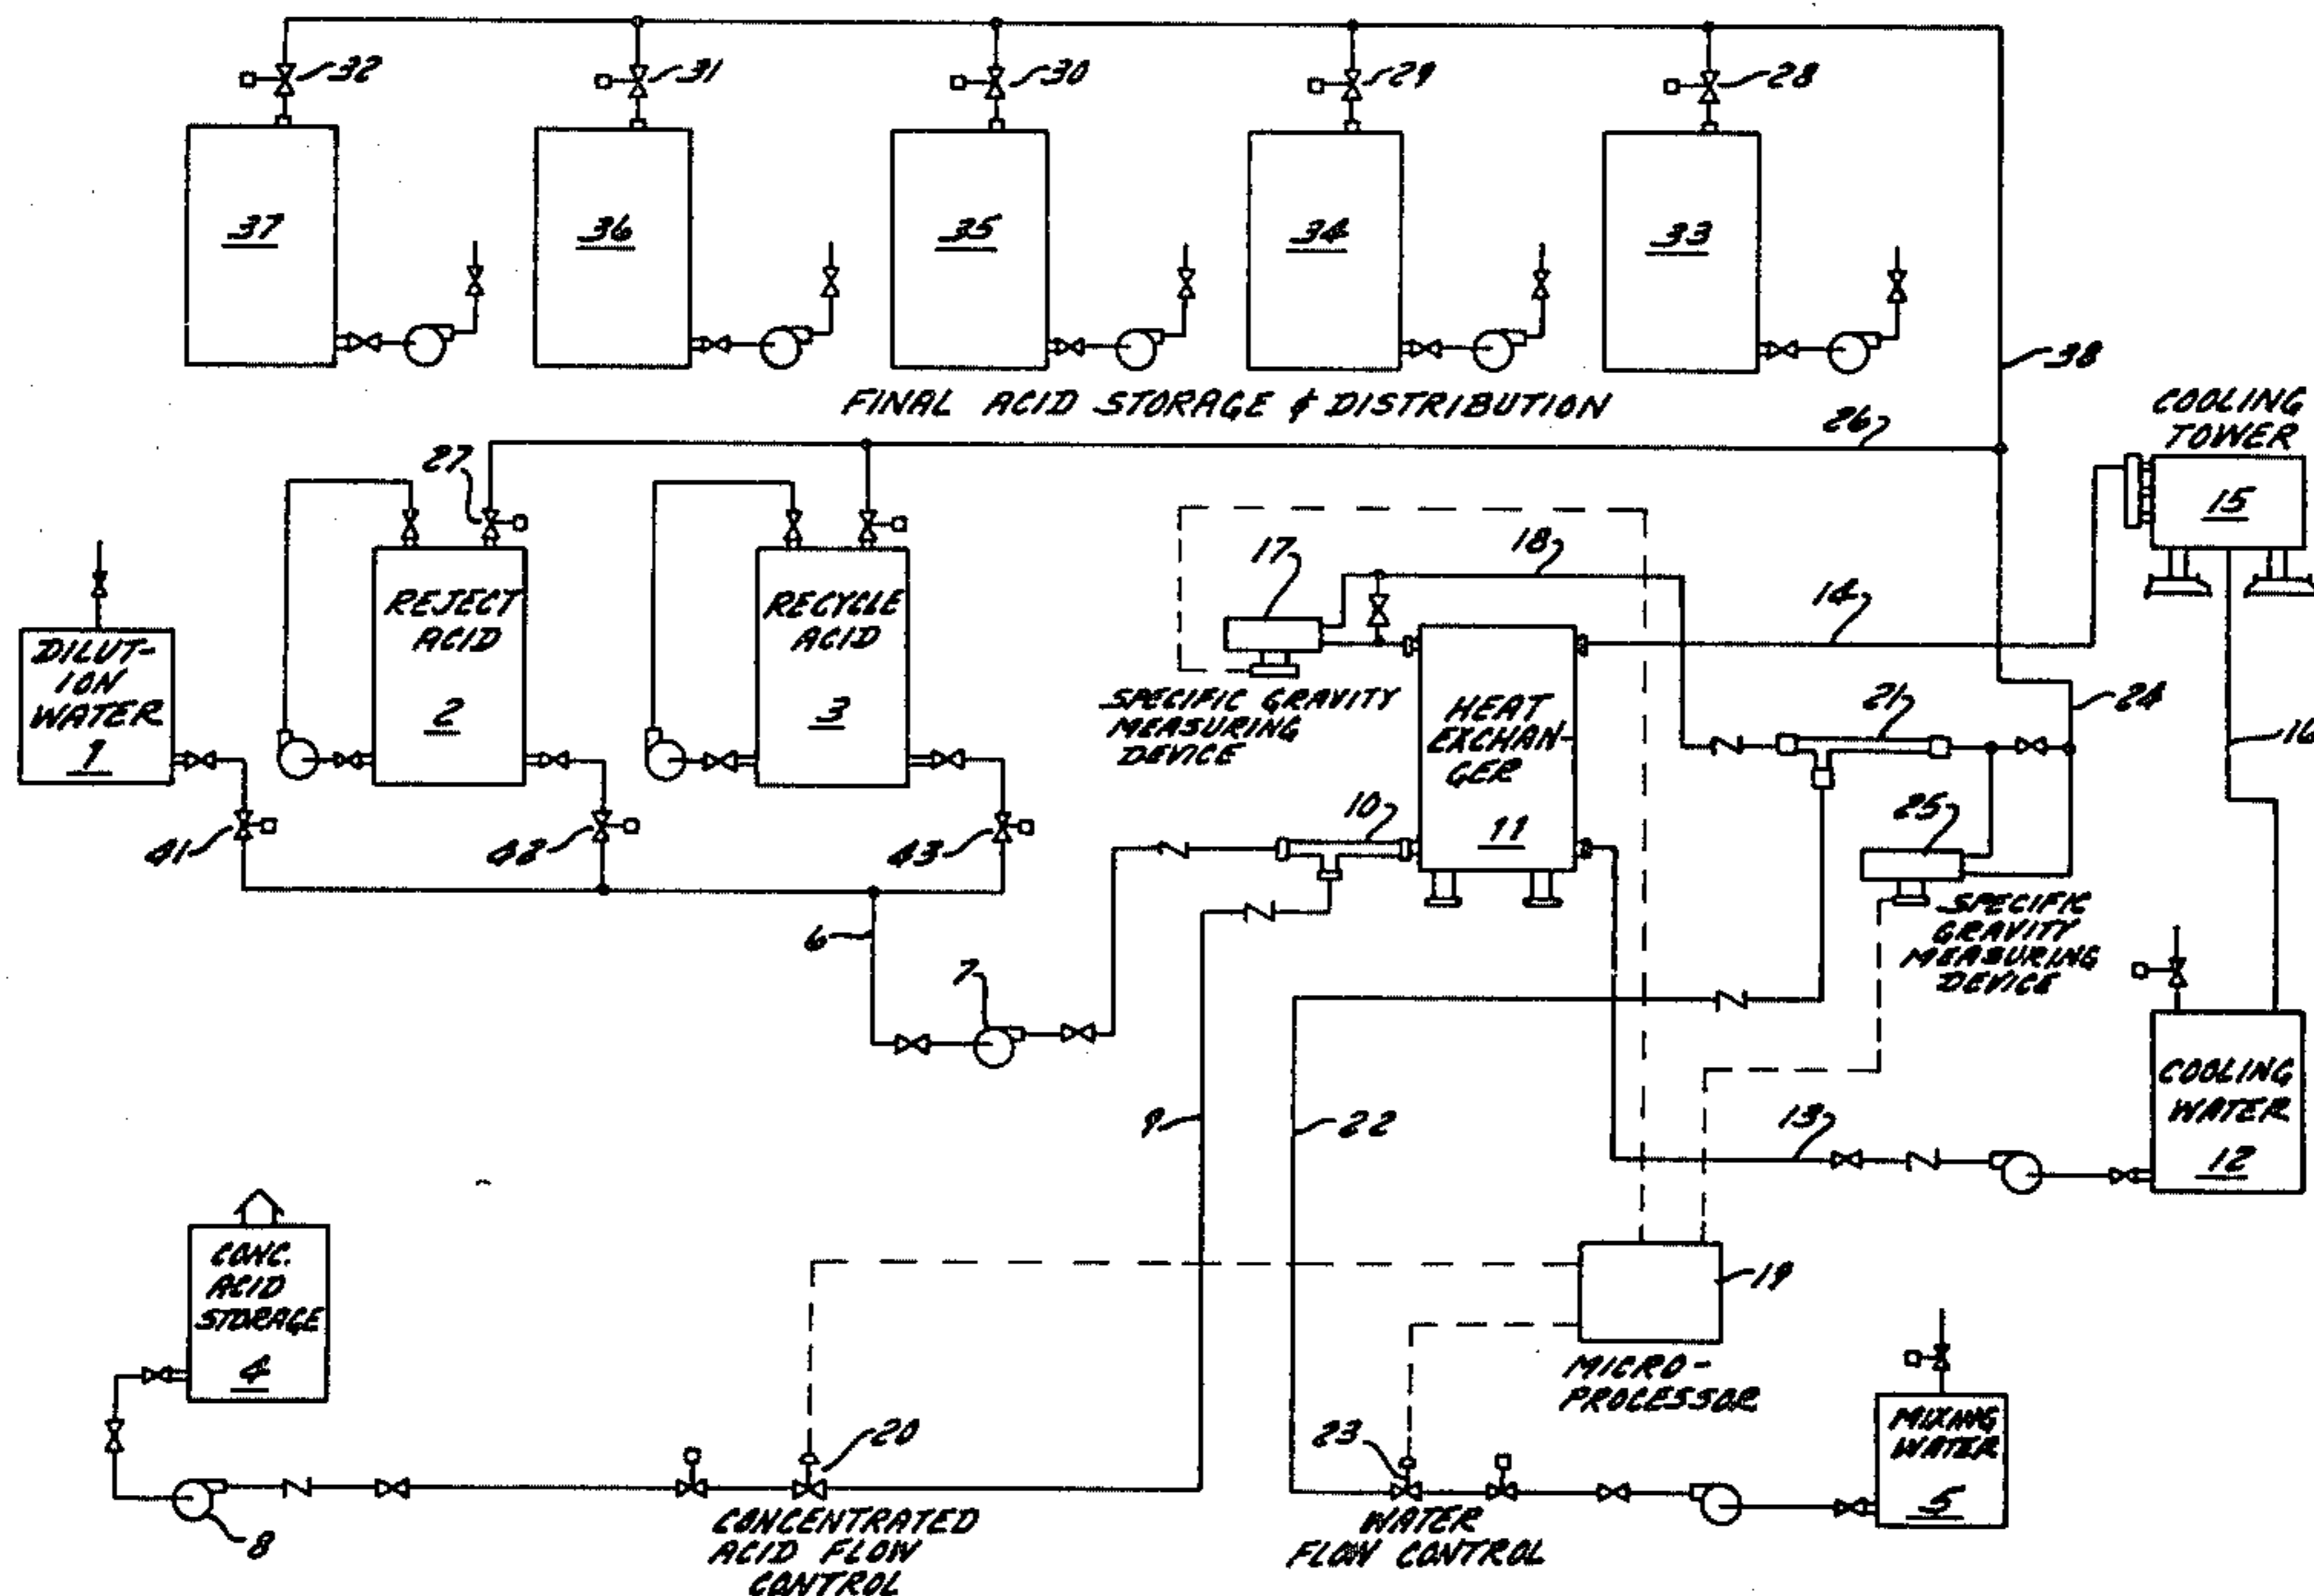 32
31
30
29
28
37
36
35
34
33
38
FINAL ACID STORAGE & DISTRIBUTION
COOLING
TOWER
26
27
15
17
18
14
REJECT
ACID
2
RECYCLE
ACID
3
DILUT-
ION
WATER
1
SPECIFIC GRAVITY
MEASURING
DEVICE
HEAT
EXCHAN-
GER
11
21
24
16
10
25
41
42
43
SPECIFIC
GRAVITY
MEASURING
DEVICE
6
7
COOLING
WATER
12
9
22
13
CONC.
ACID
STORAGE
4
19
MICRO-
PROCESSOR
20
23
MIXING
WATER
5
8
CONCENTRATED
ACID FLOW
CONTROL
WATER
FLOW CONTROL